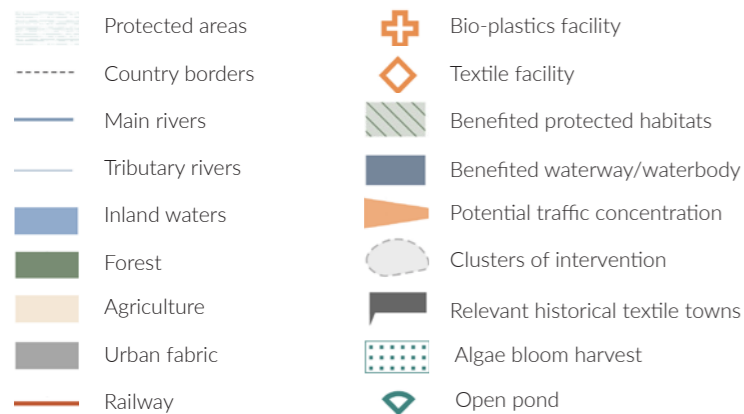 Protected areas
Country borders
Main rivers
Tributary rivers
Inland waters
Forest
Agriculture
Urban fabric
Railway
Bio-plastics facility
Textile facility
Benefited protected habitats
Benefited waterway/waterbody
Potential traffic concentration
Clusters of intervention
Relevant historical textile towns
Algae bloom harvest
Open pond